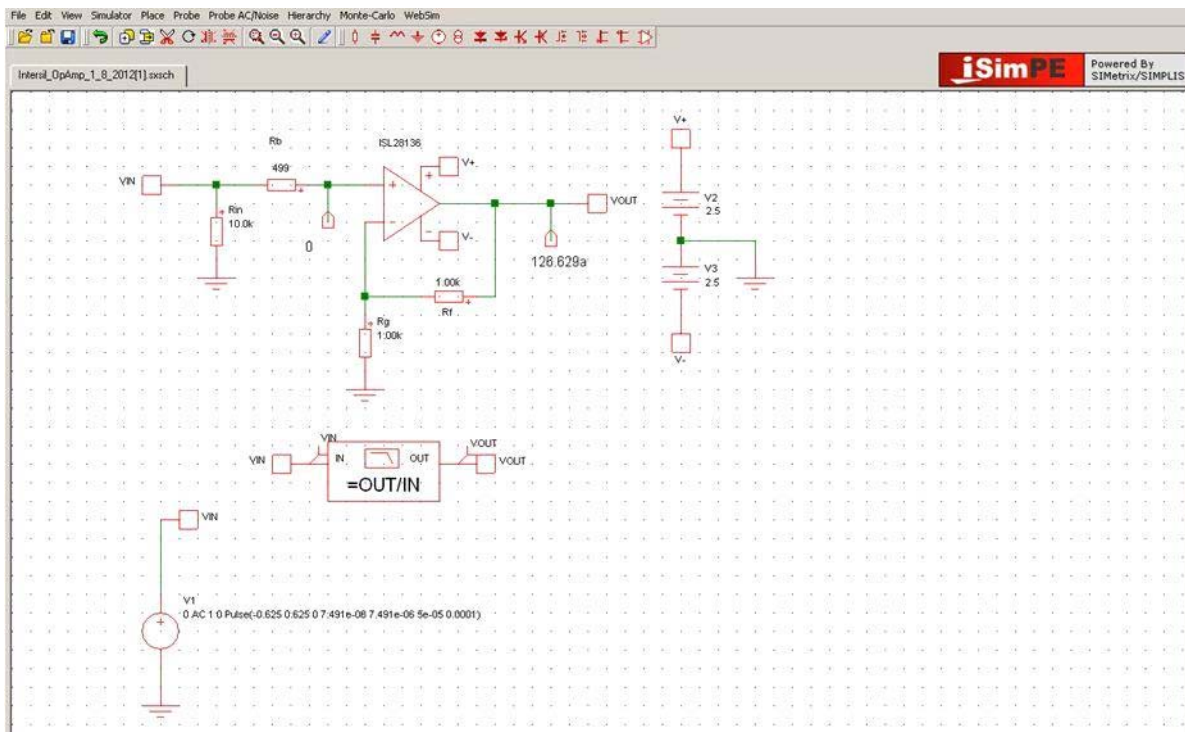 File Edit View Simulator Place Probe Probe AC/Noise Hierarchy Monte-Carlo WebSim
Intersil_OpAmp_1_8_2012[1].sxsch
iSimPE
Powered By
SIMetrix/SIMPLIS
Rb
499
ISL28136
V+
VIN
Rin
10.0k
0
V-
VOUT
128.629a
1.00k
Rf
Rg
1.00k
V+
V2
2.5
V3
2.5
V-
VIN
VOUT
VIN
IN
OUT
VOUT
=OUT/IN
VIN
V1
0 AC 1 0 Pulse(-0.625 0.625 0 7.491e-08 7.491e-06 5e-05 0.0001)